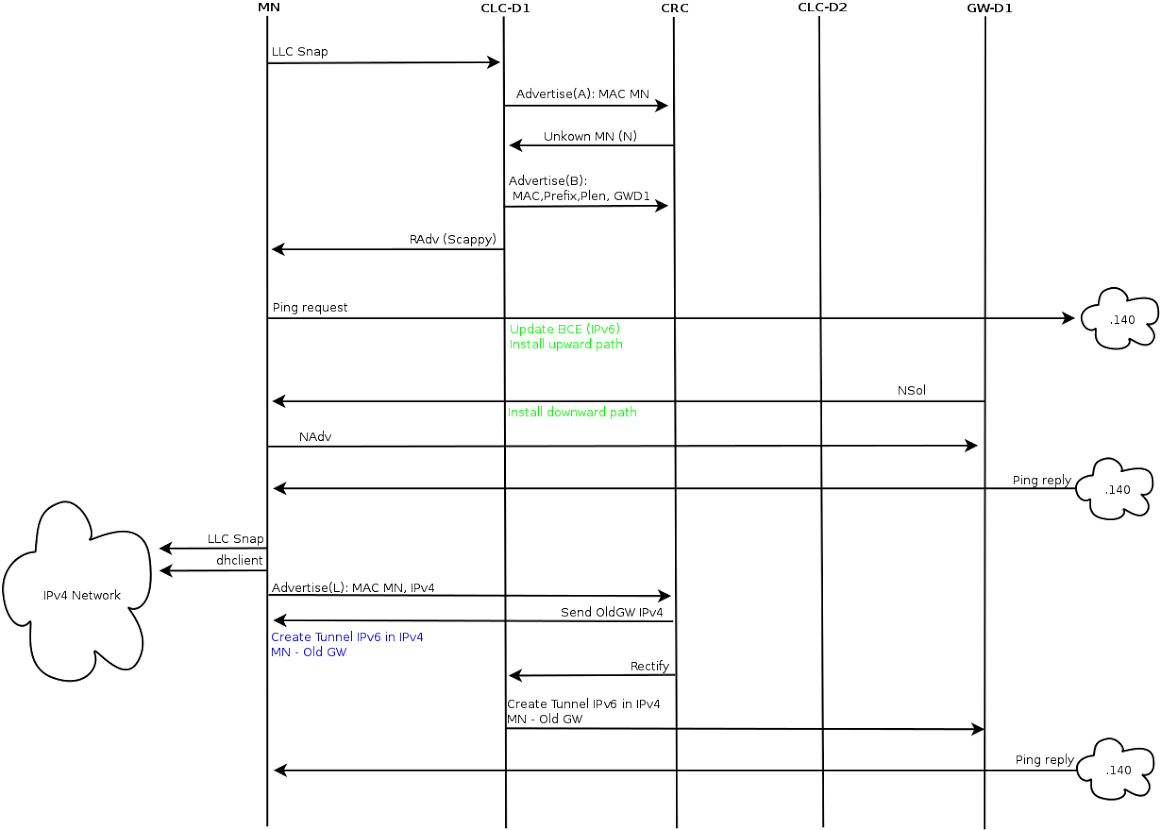 MN CLC-D1 CRC CLC-D2 GW-D1
LLC Snap
Advertise(A): MAC MN
Unkown MN (N)
Advertise(B):
MAC,Prefix,Plen, GWD1
RAdv (Scappy)
Ping request
.140
Update BCE (IPv6)
Install upward path
NSol
Install downward path
NAdv
Ping reply
.140
LLC Snap
dhclient
IPv4 Network
Advertise(L): MAC MN, IPv4
Send OldGW IPv4
Create Tunnel IPv6 in IPv4
MN - Old GW
Rectify
Create Tunnel IPv6 in IPv4
MN - Old GW
Ping reply
.140